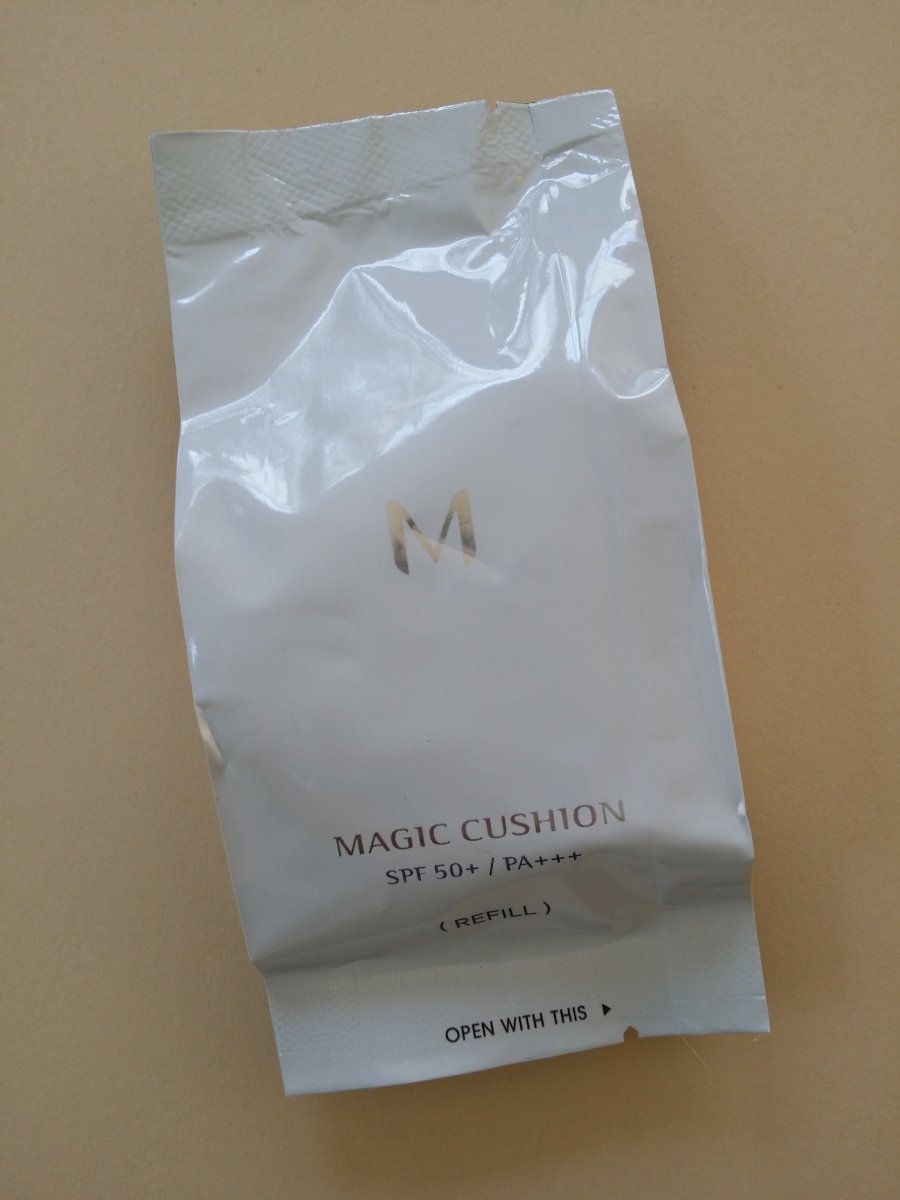 M
MAGIC CUSHION
SPF 50+ / PA+++
( REFILL )
OPEN WITH THIS ▶